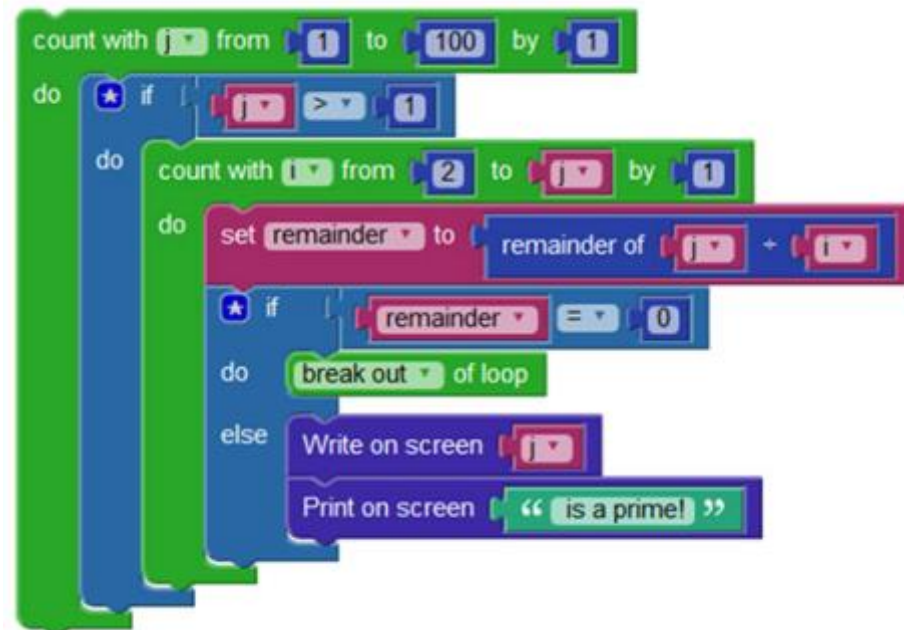 count with j from 1 to 100 by 1
do if j > 1
do count with i from 2 to j by 1
do set remainder to remainder of j ÷ i
if remainder = 0
do break out of loop
else Write on screen j
Print on screen “ is a prime! ”